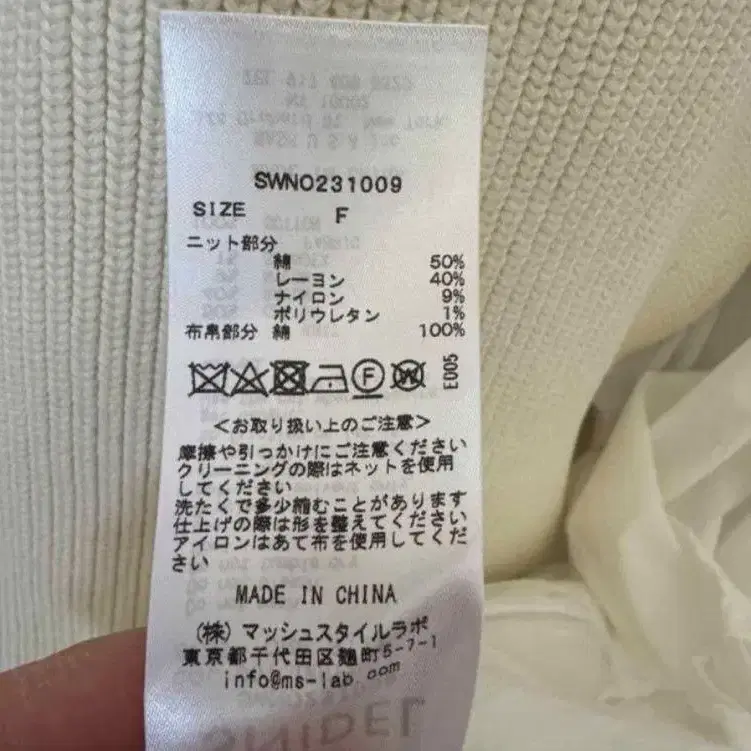 SWNO231009
SIZE F
ニット部分
綿 50%
レーヨン 40%
ナイロン 9%
ポリウレタン 1%
布帛部分 綿 100%
F W E005
<お取り扱い上のご注意>
摩擦や引っかけにご注意ください
クリーニングの際はネットを使用
してください
洗たくで多少縮むことがあります
仕上げの際は形を整えてください
アイロンはあて布を使用してくだ
さい
MADE IN CHINA
(株)マッシュスタイルラボ
東京都千代田区麹町5-7-1
info@ms-lab.com
SNIDEL